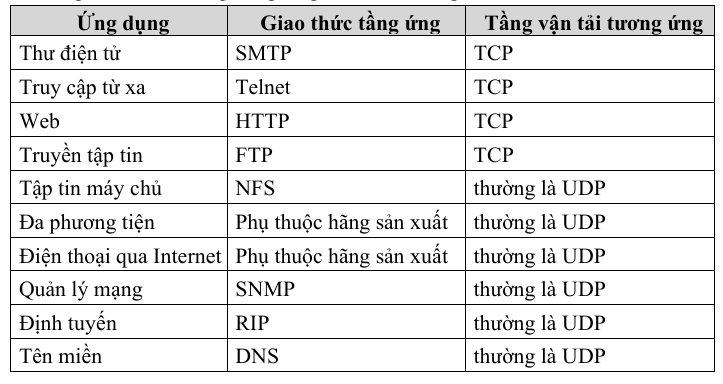 Ứng dụng Giao thức tầng ứng Tầng vận tải tương ứng
Thư điện tử SMTP TCP
Truy cập từ xa Telnet TCP
Web HTTP TCP
Truyền tập tin FTP TCP
Tập tin máy chủ NFS thường là UDP
Đa phương tiện Phụ thuộc hãng sản xuất thường là UDP
Điện thoại qua Internet Phụ thuộc hãng sản xuất thường là UDP
Quản lý mạng SNMP thường là UDP
Định tuyến RIP thường là UDP
Tên miền DNS thường là UDP